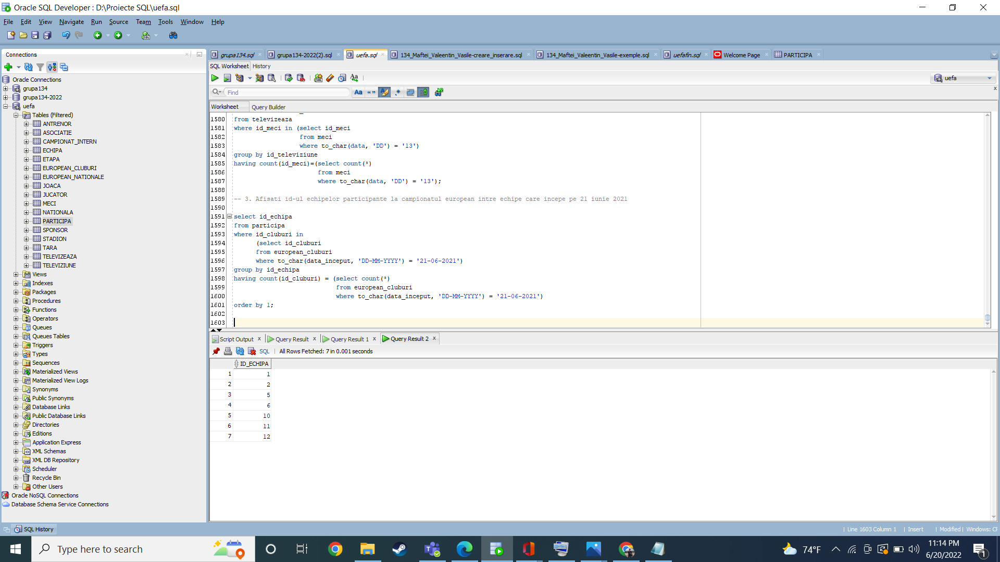 Oracle SQL Developer : D:\Proiecte SQL\uefa.sql
File Edit View Navigate Run Source Team Tools Window Help
Connections
grupa134.sql
grupa134-2022(2).sql
uefa.sql
134_Maftei_Valeentin_Vasile-creare_inserare.sql
134_Maftei_Valeentin_Vasile-exemple.sql
uefafin.sql
Welcome Page
PARTICIPA
SQL Worksheet History
uefa
Find
Worksheet Query Builder
Oracle Connections
grupa134
grupa134-2022
uefa
Tables (Filtered)
ANTRENOR
ASOCIATIE
CAMPIONAT_INTERN
ECHIPA
ETAPA
EUROPEAN_CLUBURI
EUROPEAN_NATIONALE
JOACA
JUCATOR
MECI
NATIONALA
PARTICIPA
SPONSOR
STADION
TARA
TELEVIZEAZA
TELEVIZIUNE
Views
Indexes
Packages
Procedures
Functions
Operators
Queues
Queues Tables
Triggers
Types
Sequences
Materialized Views
Materialized View Logs
Synonyms
Public Synonyms
Database Links
Public Database Links
Directories
Editions
Application Express
XML Schemas
XML DB Repository
Scheduler
Recycle Bin
Other Users
Oracle NoSQL Connections
Database Schema Service Connections
1580 from televizeaza
1581 where id_meci in (select id_meci
1582 from meci
1583 where to_char(data, 'DD') = '13')
1584 group by id_televiziune
1585 having count(id_meci)=(select count(*)
1586 from meci
1587 where to_char(data, 'DD') = '13');
1588
1589 -- 3. Afisati id-ul echipelor participante la campionatul european intre echipe care incepe pe 21 iunie 2021
1590
1591 select id_echipa
1592 from participa
1593 where id_cluburi in
1594 (select id_cluburi
1595 from european_cluburi
1596 where to_char(data_inceput, 'DD-MM-YYYY') = '21-06-2021')
1597 group by id_echipa
1598 having count(id_cluburi) = (select count(*)
1599 from european_cluburi
1600 where to_char(data_inceput, 'DD-MM-YYYY') = '21-06-2021')
1601 order by 1;
1602
1603
Script Output Query Result Query Result 1 Query Result 2
SQL All Rows Fetched: 7 in 0.001 seconds
ID_ECHIPA
1 1
2 2
3 5
4 6
5 10
6 11
7 12
SQL History
Line 1603 Column 1 Insert Modified Windows: CF
Type here to search
74°F
11:14 PM
6/20/2022
1